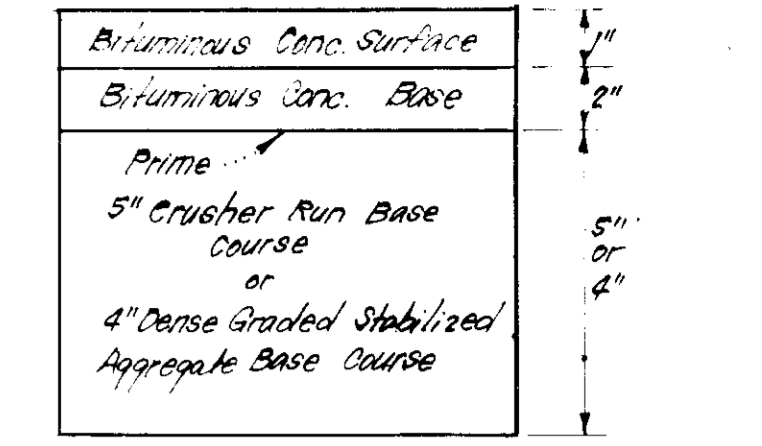 Bituminous Conc. Surface
1"
Bituminous Conc. Base
2"
Prime
5" Crusher Run Base
Course
or
4" Dense Graded Stabilized
Aggregate Base Course
5"
or
4"